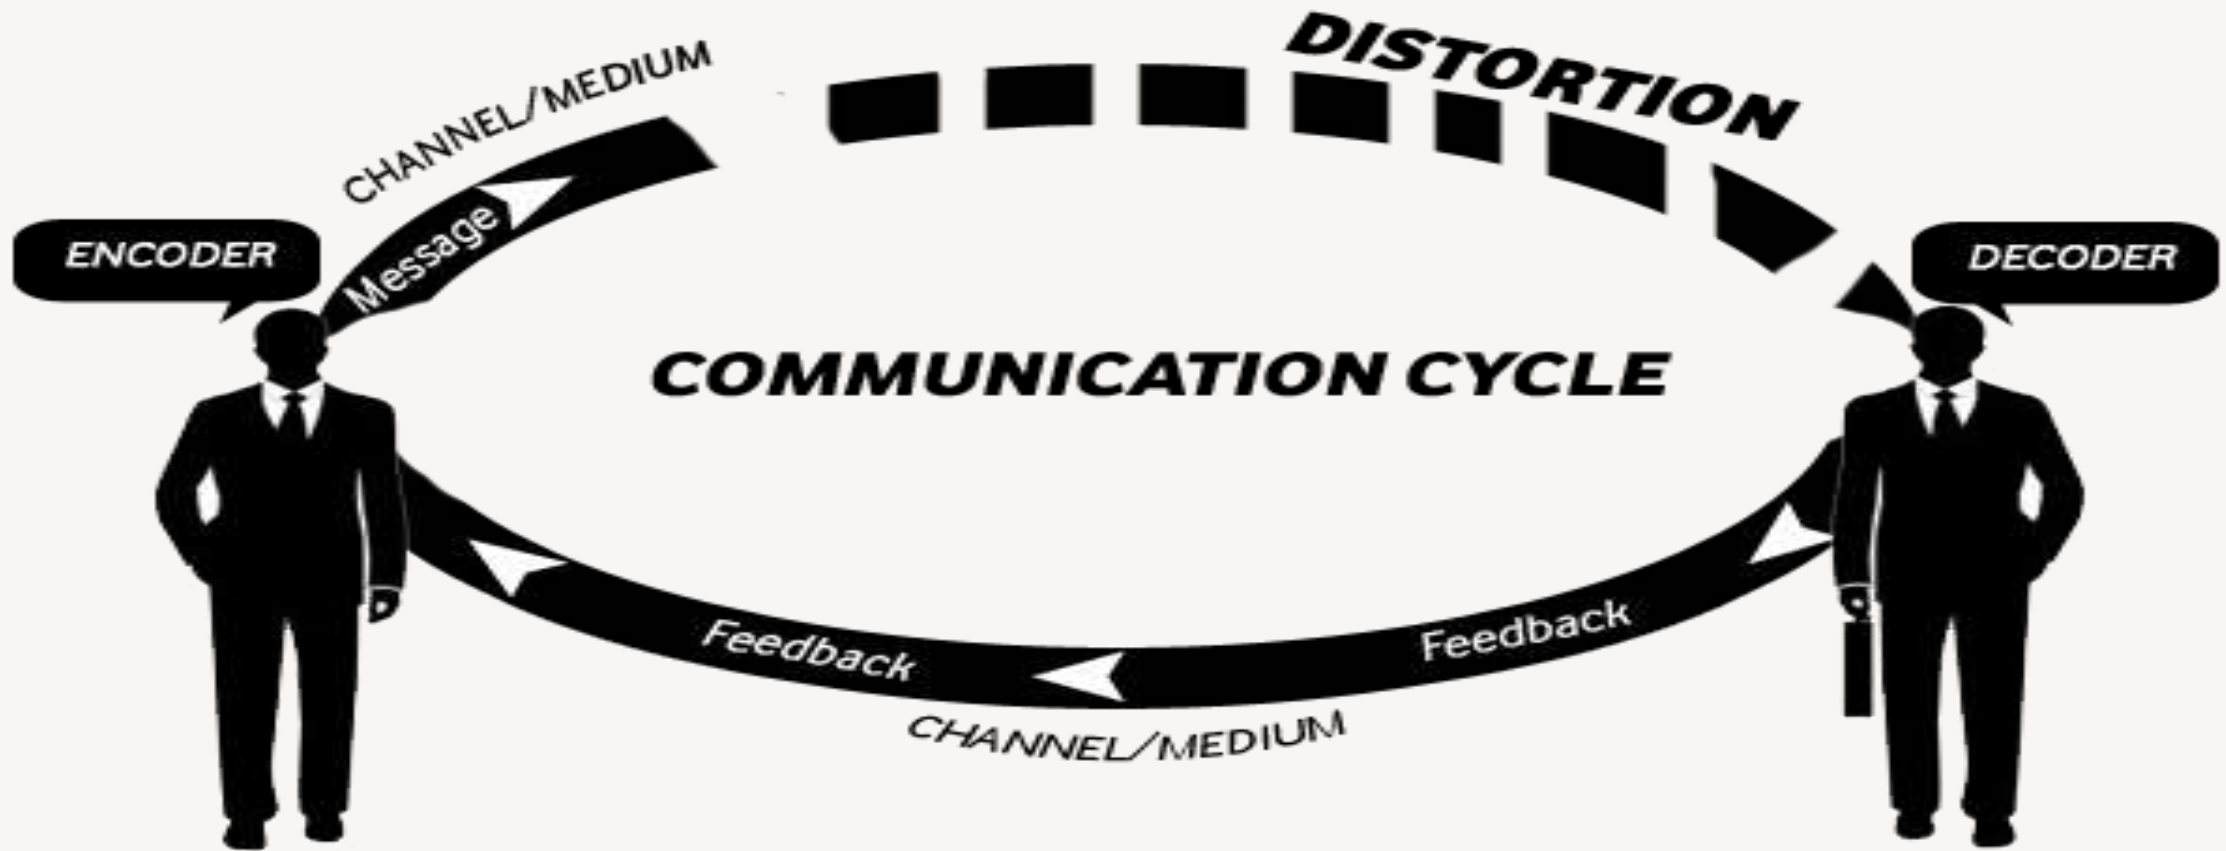 DISTORTION
CHANNEL/MEDIUM
Message
ENCODER
DECODER
COMMUNICATION CYCLE
Feedback
Feedback
CHANNEL/MEDIUM